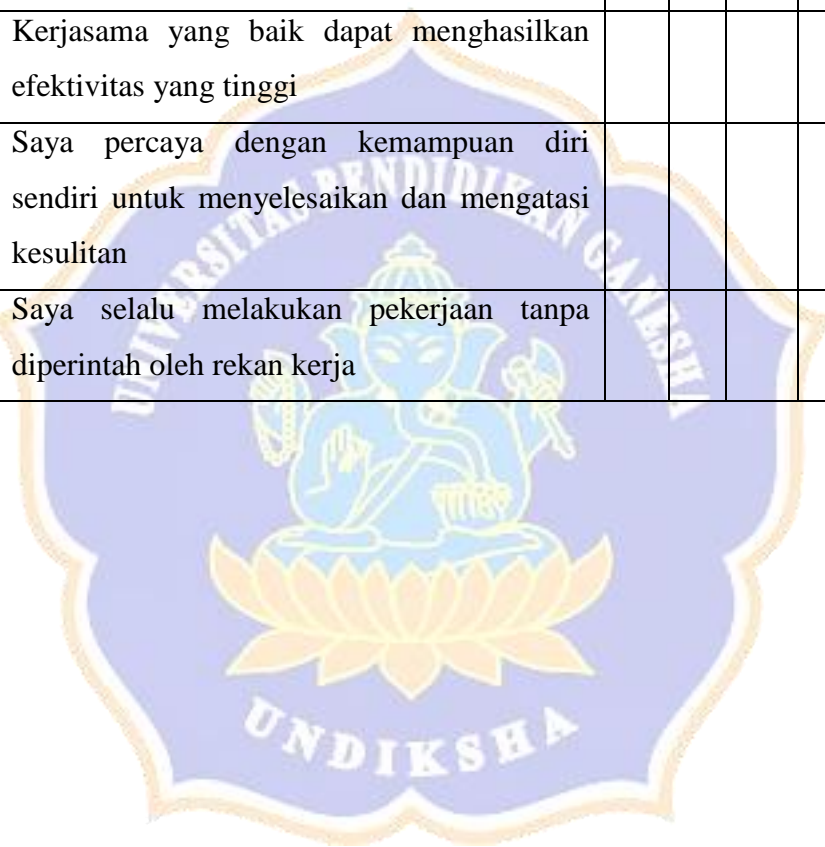 Kerjasama yang baik dapat menghasilkan
efektivitas yang tinggi
Saya percaya dengan kemampuan diri
sendiri untuk menyelesaikan dan mengatasi
kesulitan
Saya selalu melakukan pekerjaan tanpa
diperintah oleh rekan kerja
UNIVERSITAS PENDIDIKAN GANESHA
UNDIKSHA